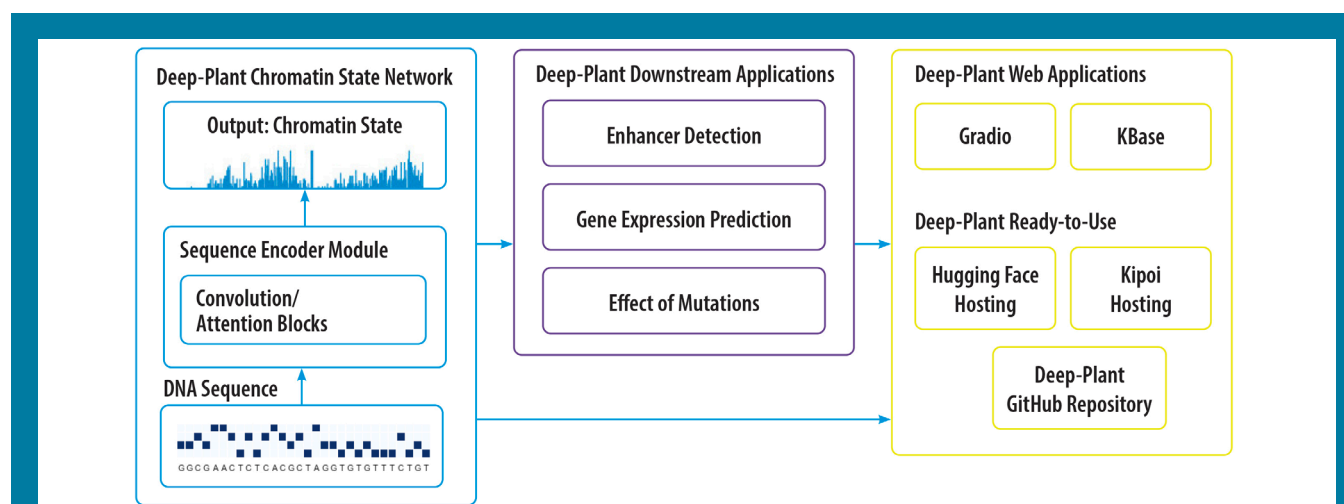 Deep-Plant Chromatin State Network
Output: Chromatin State
Sequence Encoder Module
Convolution/
Attention Blocks
DNA Sequence
GGCGAACTCTCACGCTAGGTGTGTTTCTGT
Deep-Plant Downstream Applications
Enhancer Detection
Gene Expression Prediction
Effect of Mutations
Deep-Plant Web Applications
Gradio
KBase
Deep-Plant Ready-to-Use
Hugging Face
Hosting
Kipoi
Hosting
Deep-Plant
GitHub Repository